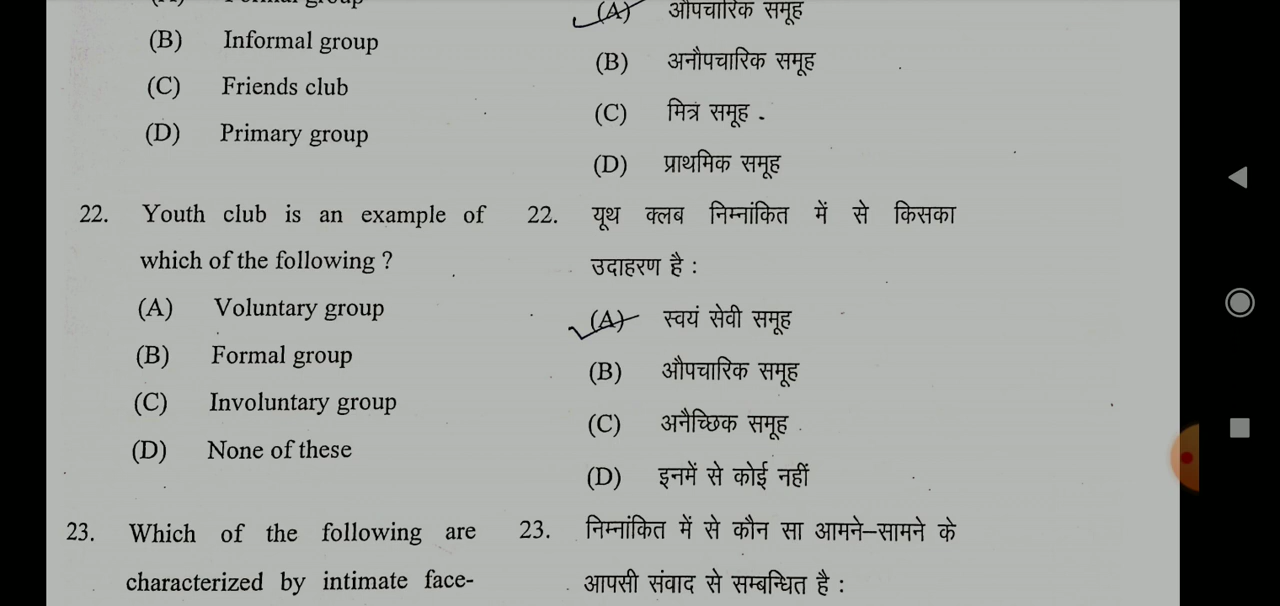 (B) Informal group
(C) Friends club
(D) Primary group
22. Youth club is an example of
which of the following ?
(A) Voluntary group
(B) Formal group
(C) Involuntary group
(D) None of these
23. Which of the following are
characterized by intimate face-
(A) औपचारिक समूह
(B) अनौपचारिक समूह
(C) मित्र समूह .
(D) प्राथमिक समूह
22. यूथ क्लब निम्नांकित में से किसका
उदाहरण है :
(A) स्वयं सेवी समूह
(B) औपचारिक समूह
(C) अनैच्छिक समूह
(D) इनमें से कोई नहीं
23. निम्नांकित में से कौन सा आमने–सामने के
आपसी संवाद से सम्बन्धित है :